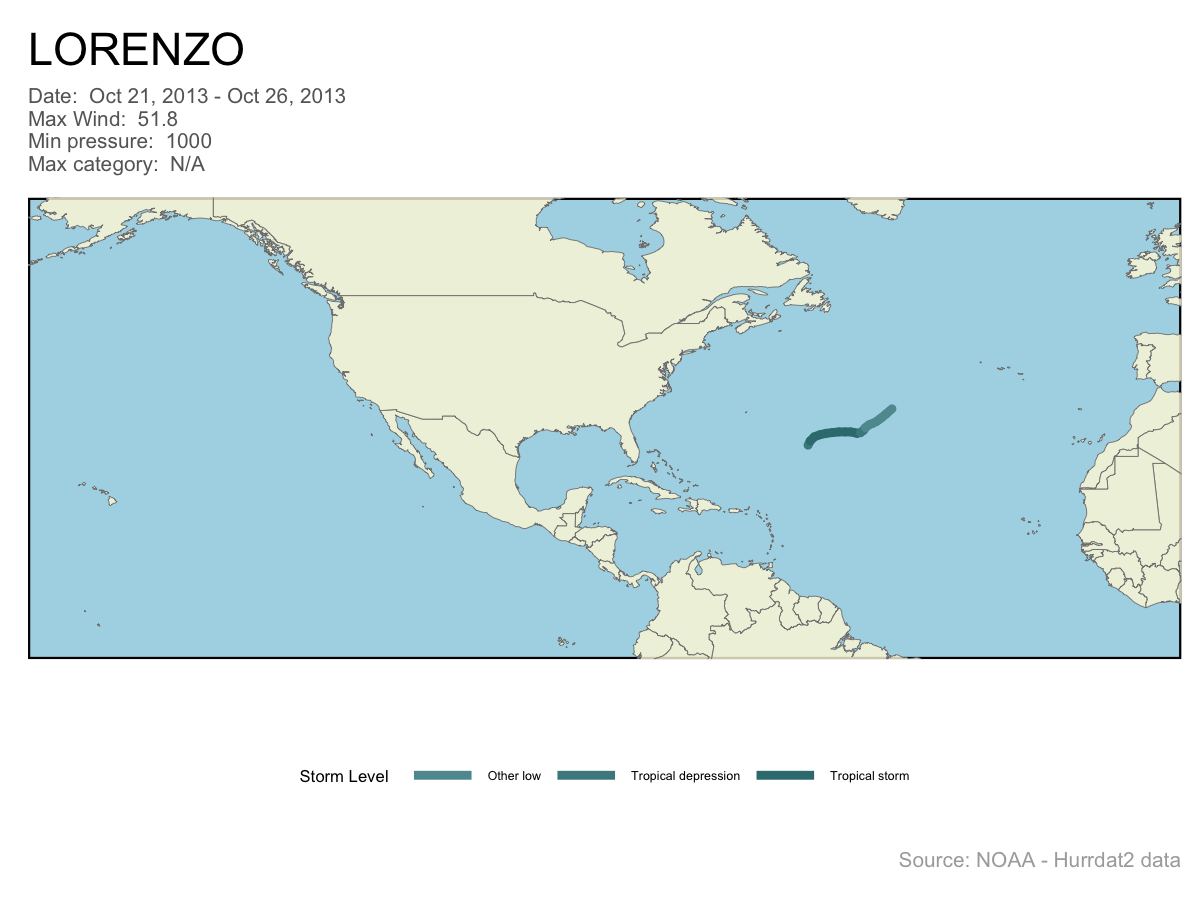 LORENZO
Date:  Oct 21, 2013 - Oct 26, 2013
Max Wind:  51.8
Min pressure:  1000
Max category:  N/A
Storm Level Other low Tropical depression Tropical storm
Source: NOAA - Hurrdat2 data